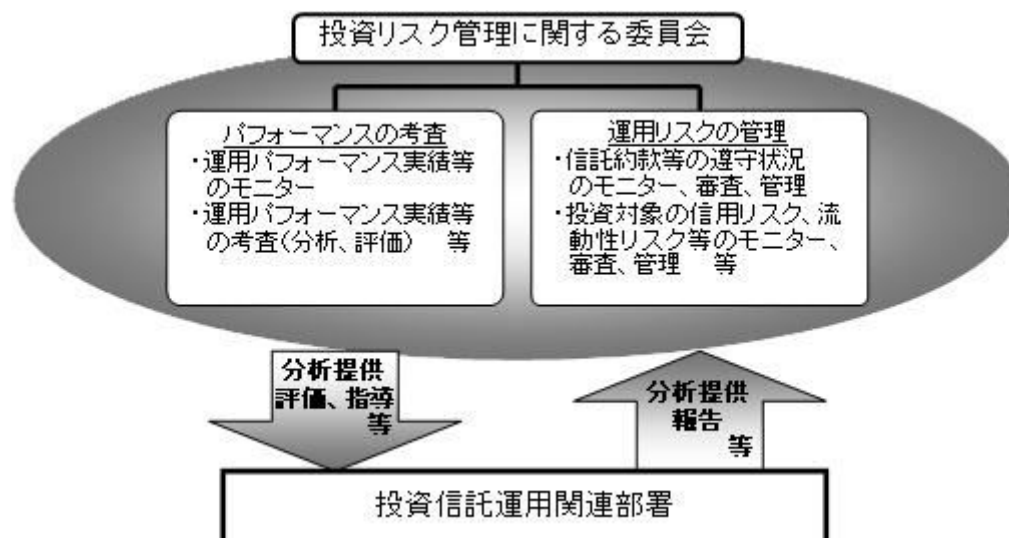 投資リスク管理に関する委員会
パフォーマンスの考査
・運用パフォーマンス実績等
のモニター
・運用パフォーマンス実績等
の考査(分析、評価) 等
運用リスクの管理
・信託約款等の遵守状況
のモニター、審査、管理
・投資対象の信用リスク、流
動性リスク等のモニター、
審査、管理 等
分析提供
評価、指導
等
分析提供
報告
等
投資信託運用関連部署